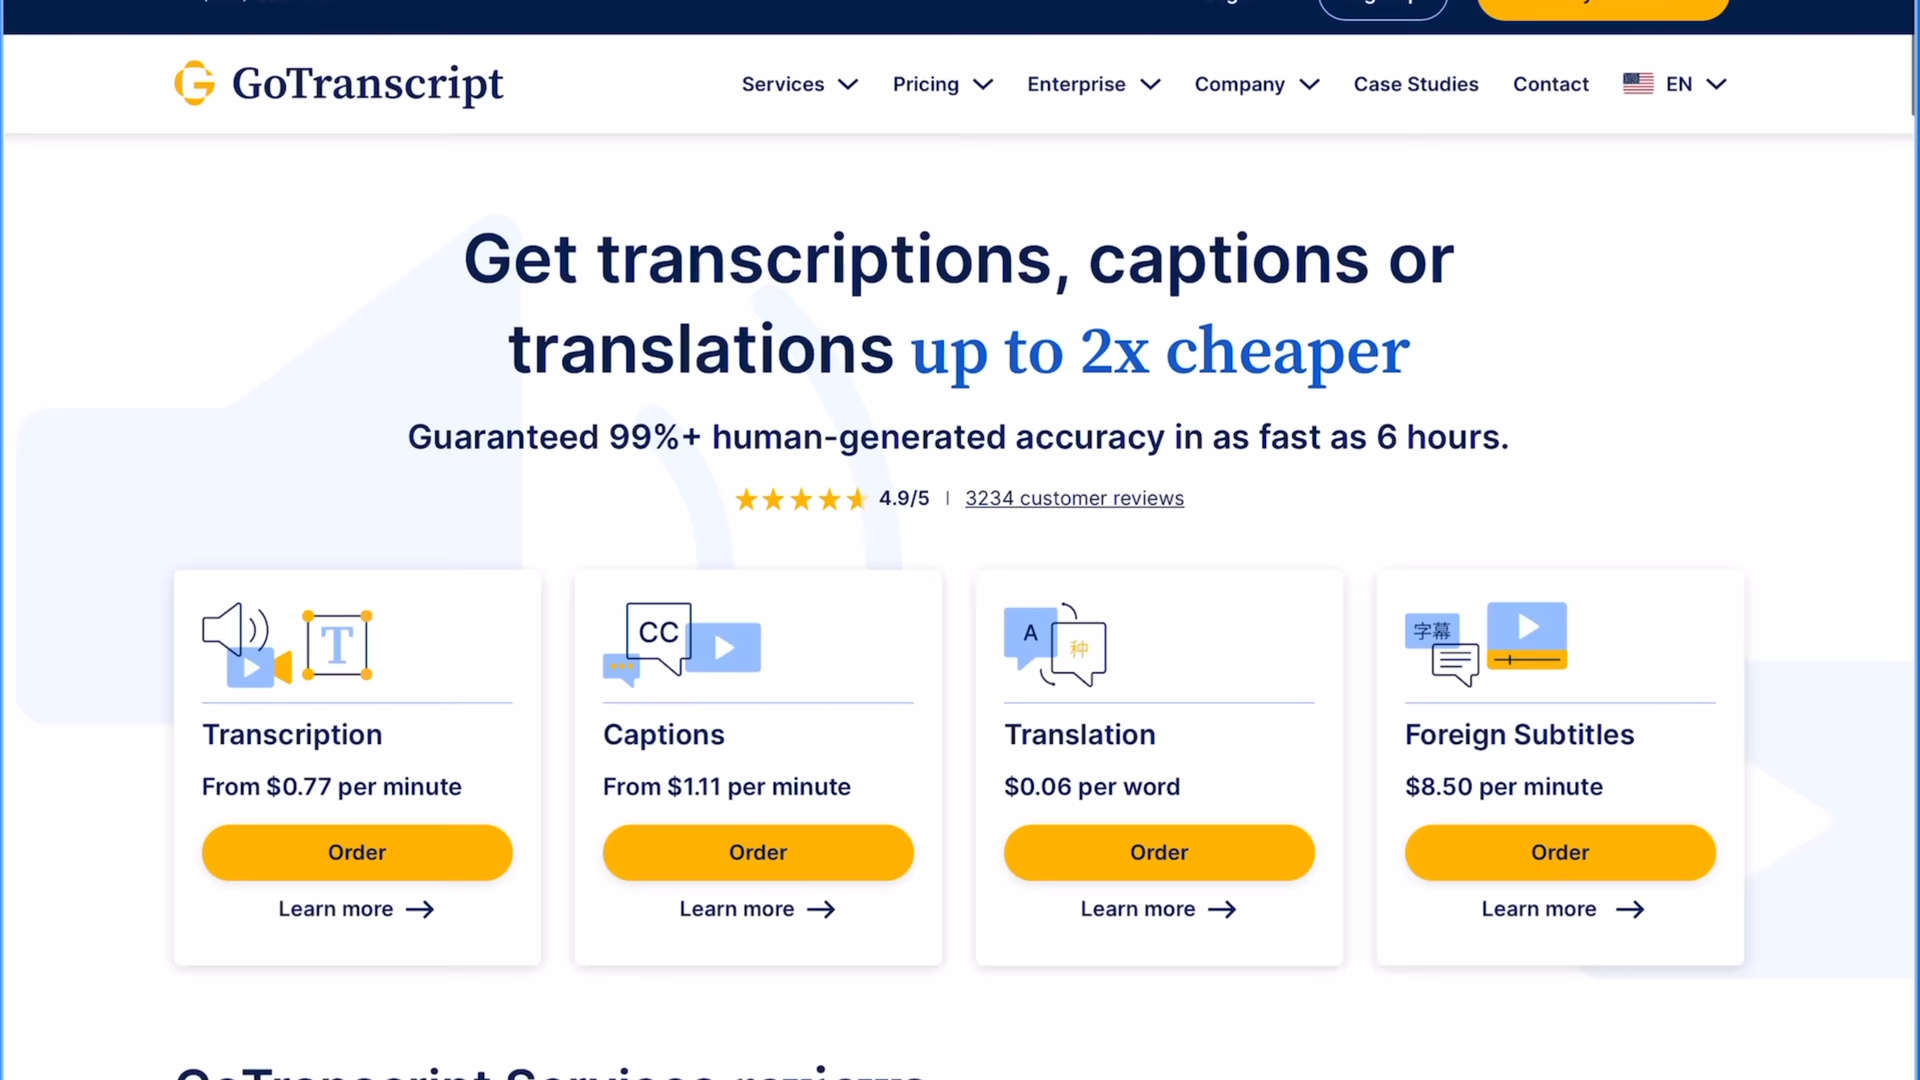 GoTranscript
Services
Pricing
Enterprise
Company
Case Studies
Contact
EN
Get transcriptions, captions or
translations up to 2x cheaper
Guaranteed 99%+ human-generated accuracy in as fast as 6 hours.
4.9/5 | 3234 customer reviews
T
CC
A
种
字幕
Transcription
From $0.77 per minute
Order
Learn more
Captions
From $1.11 per minute
Order
Learn more
Translation
$0.06 per word
Order
Learn more
Foreign Subtitles
$8.50 per minute
Order
Learn more
GoTranscript Services reviews